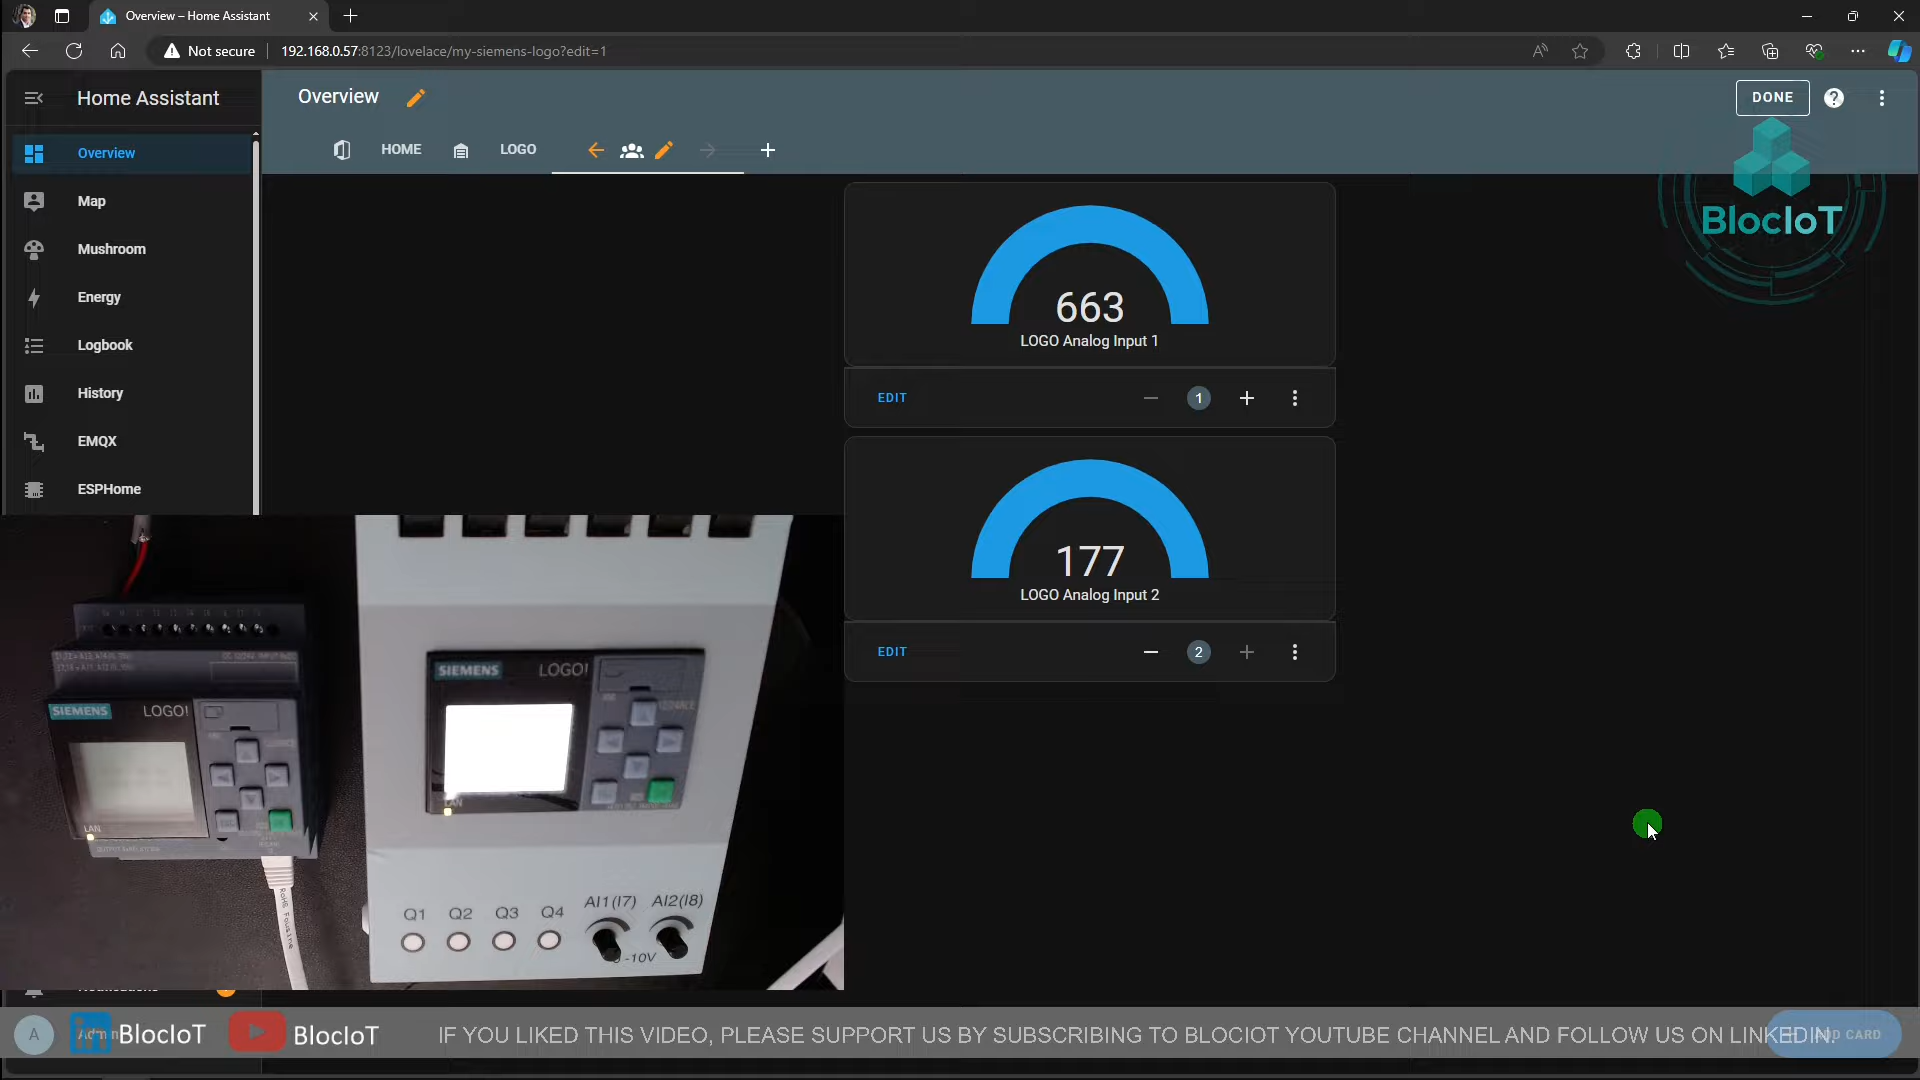 Overview – Home Assistant
Not secure
192.168.0.57:8123/lovelace/my-siemens-logo?edit=1
Home Assistant
Overview
DONE
HOME
LOGO
Overview
Map
Mushroom
Energy
Logbook
History
EMQX
ESPHome
BlocIoT
663
LOGO Analog Input 1
EDIT
1
177
LOGO Analog Input 2
EDIT
2
SIEMENS
LOGO!
LAN
SIEMENS
LOGO!
LAN
Q1 Q2 Q3 Q4 AI1(I7) AI2(I8)
-10V
A
BlocIoT
BlocIoT
IF YOU LIKED THIS VIDEO, PLEASE SUPPORT US BY SUBSCRIBING TO BLOCIOT YOUTUBE CHANNEL AND FOLLOW US ON LINKEDIN.
CARD